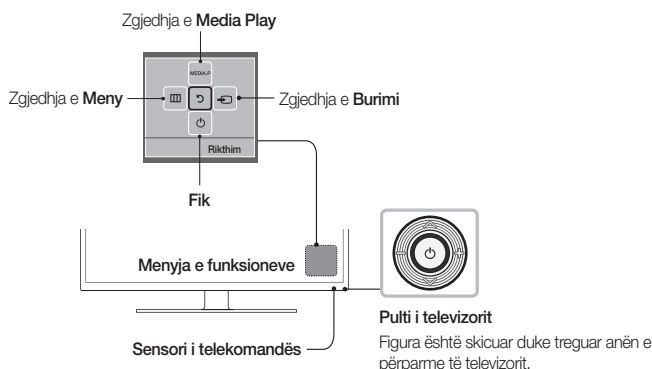 Zgjedhja e Media Play
MEDIA.P
Zgjedhja e Meny
Zgjedhja e Burimi
Rikthim
Fik
Menyja e funksioneve
Sensori i telekomandës
Pulti i televizorit
Figura është skicuar duke treguar anën e
përparme të televizorit.